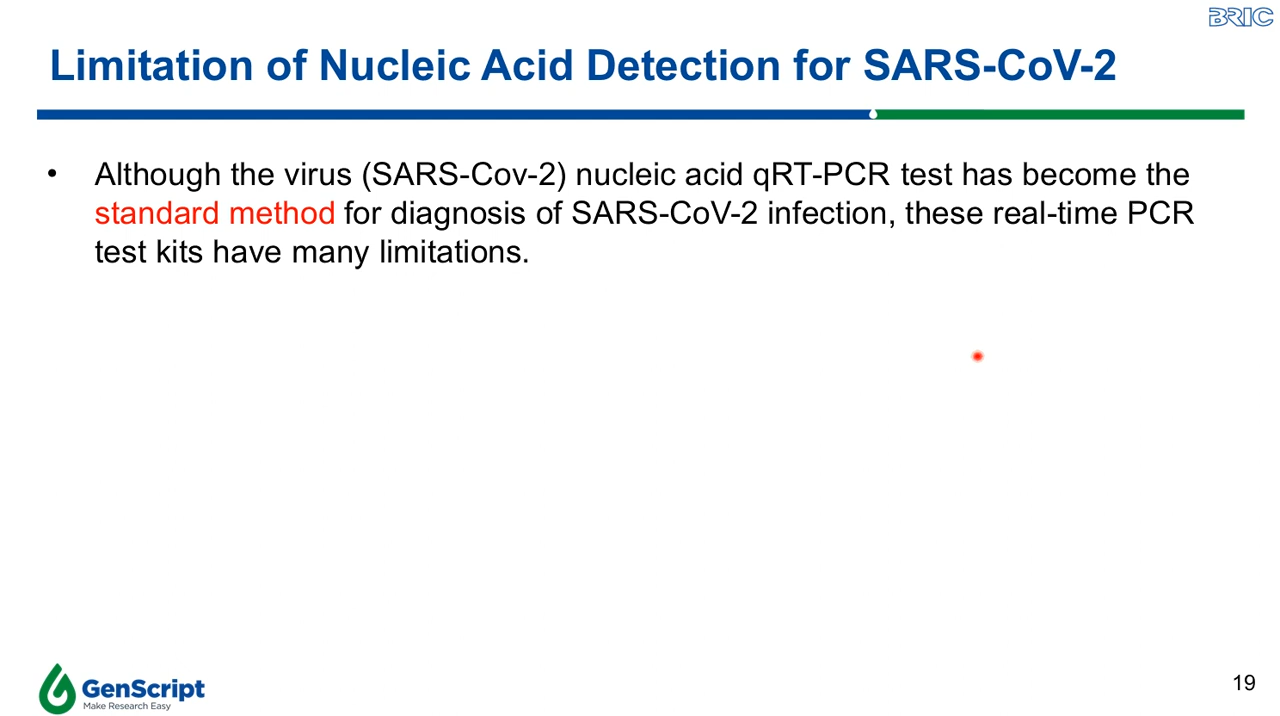 BRIC
Limitation of Nucleic Acid Detection for SARS-CoV-2
• Although the virus (SARS-Cov-2) nucleic acid qRT-PCR test has become the
standard method for diagnosis of SARS-CoV-2 infection, these real-time PCR
test kits have many limitations.
GenScript
Make Research Easy
19